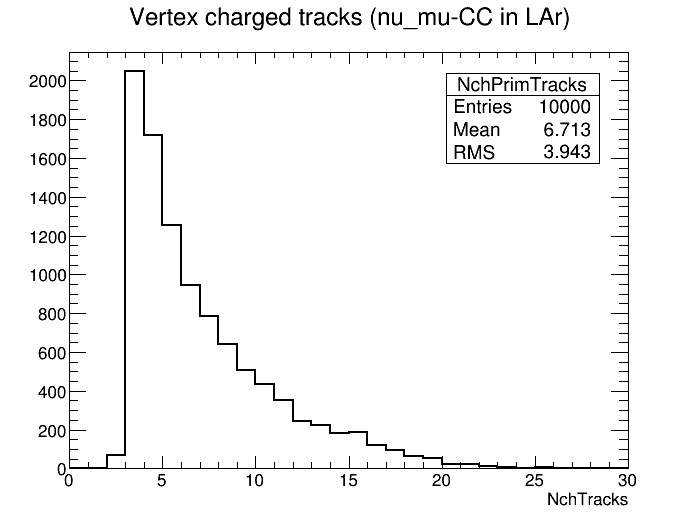 Vertex charged tracks (nu_mu-CC in LAr)
NchPrimTracks
Entries 10000
Mean 6.713
RMS 3.943
2000
1800
1600
1400
1200
1000
800
600
400
200
0
0 5 10 15 20 25 30
NchTracks